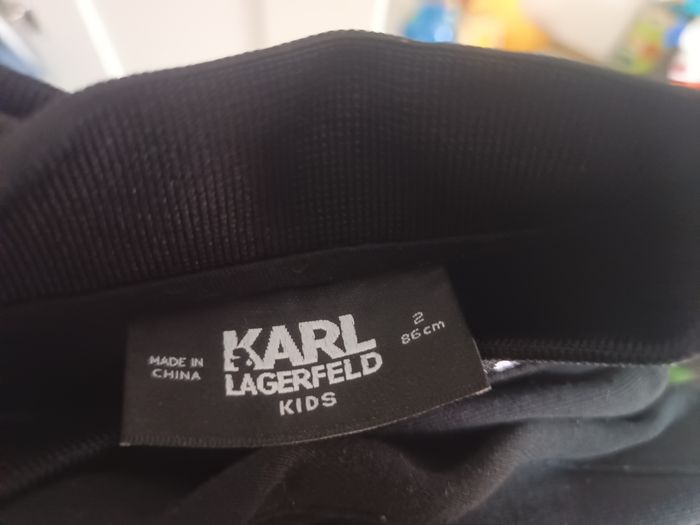 MADE IN
CHINA
KARL
LAGERFELD
KIDS
2
86 cm